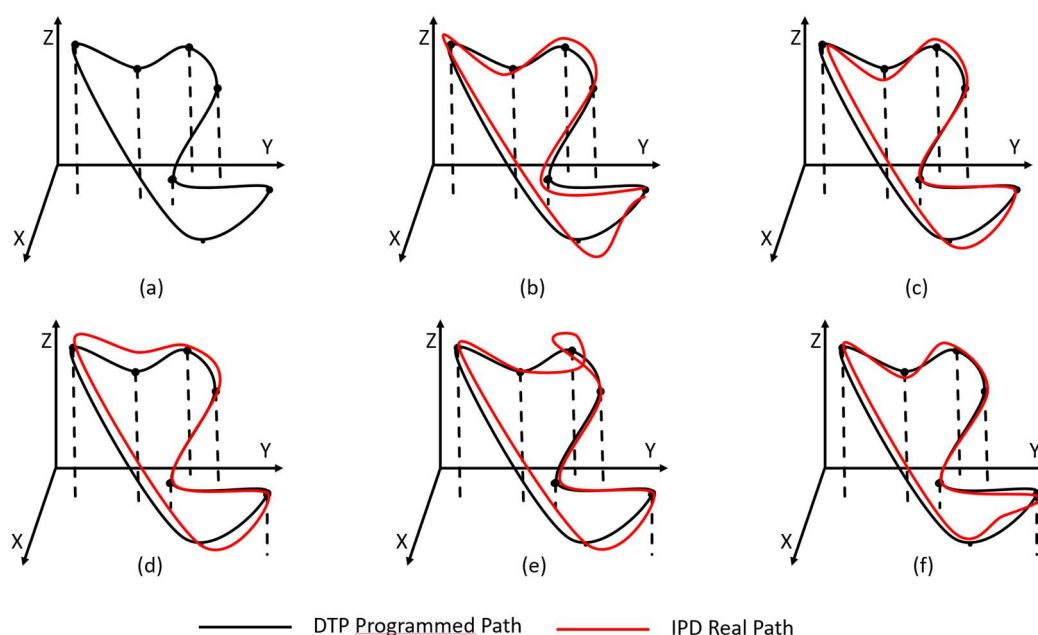 Z
Y
X
(a)
Z
Y
X
(b)
Z
Y
X
(c)
Z
Y
X
(d)
Z
Y
X
(e)
Z
Y
X
(f)
DTP Programmed Path
IPD Real Path